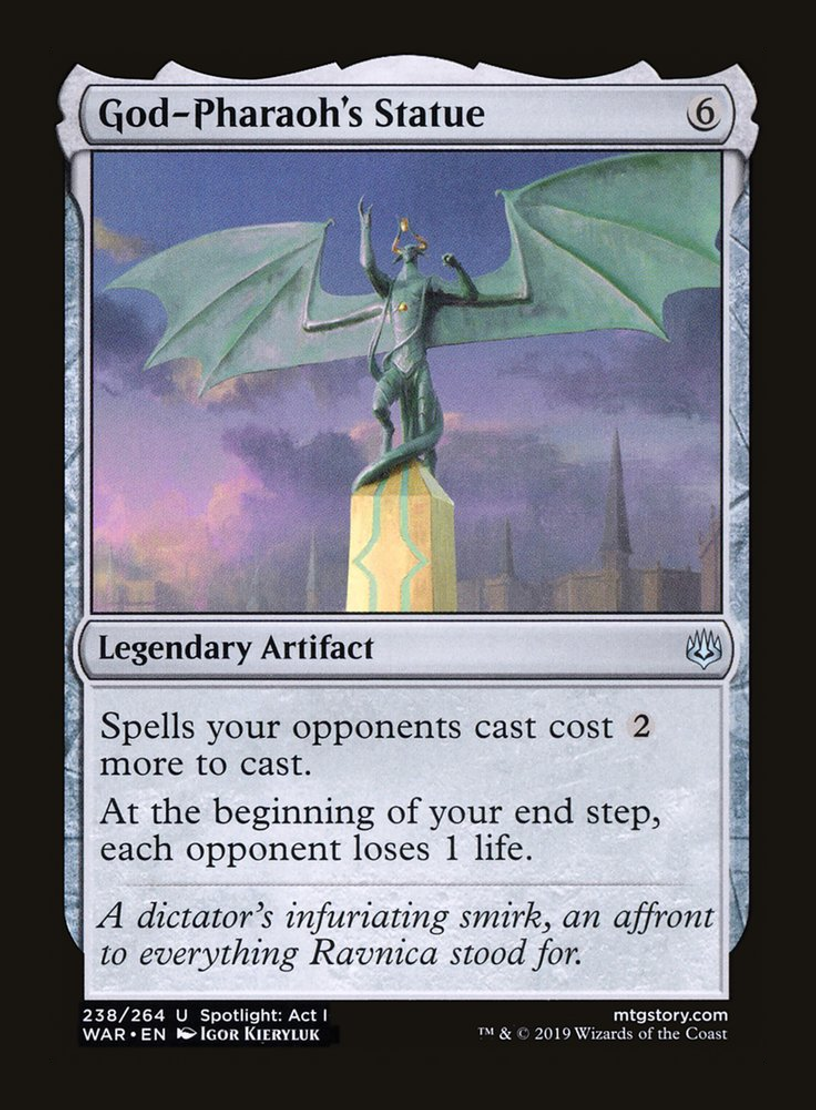 God-Pharaoh's Statue 6
Legendary Artifact
Spells your opponents cast cost 2
more to cast.
At the beginning of your end step,
each opponent loses 1 life.
A dictator's infuriating smirk, an affront
to everything Ravnica stood for.
238/264 U Spotlight: Act I
WAR • EN Igor Kieryluk
mtgstory.com
™ & © 2019 Wizards of the Coast